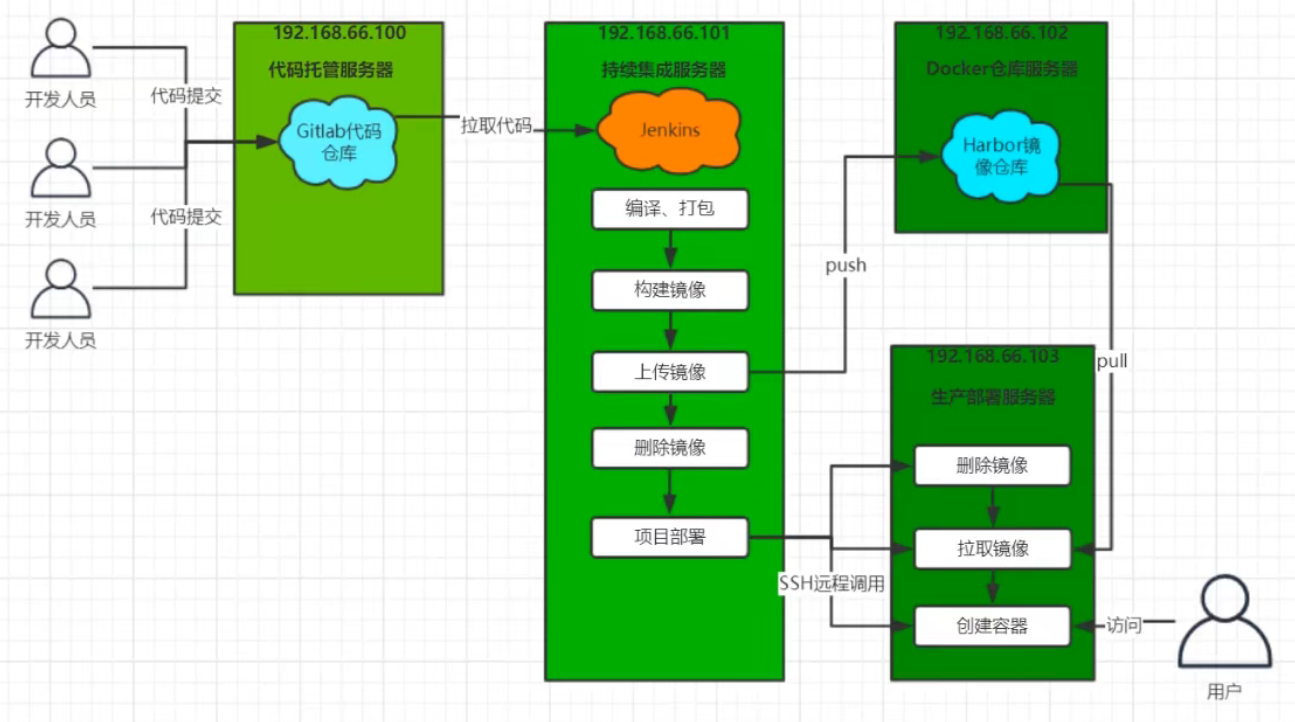 开发人员
开发人员
开发人员
代码提交
代码提交
192.168.66.100
代码托管服务器
Gitlab代码
仓库
拉取代码
192.168.66.101
持续集成服务器
Jenkins
编译、打包
构建镜像
上传镜像
删除镜像
项目部署
push
SSH远程调用
192.168.66.102
Docker仓库服务器
Harbor镜
像仓库
pull
192.168.66.103
生产部署服务器
删除镜像
拉取镜像
创建容器
访问
用户